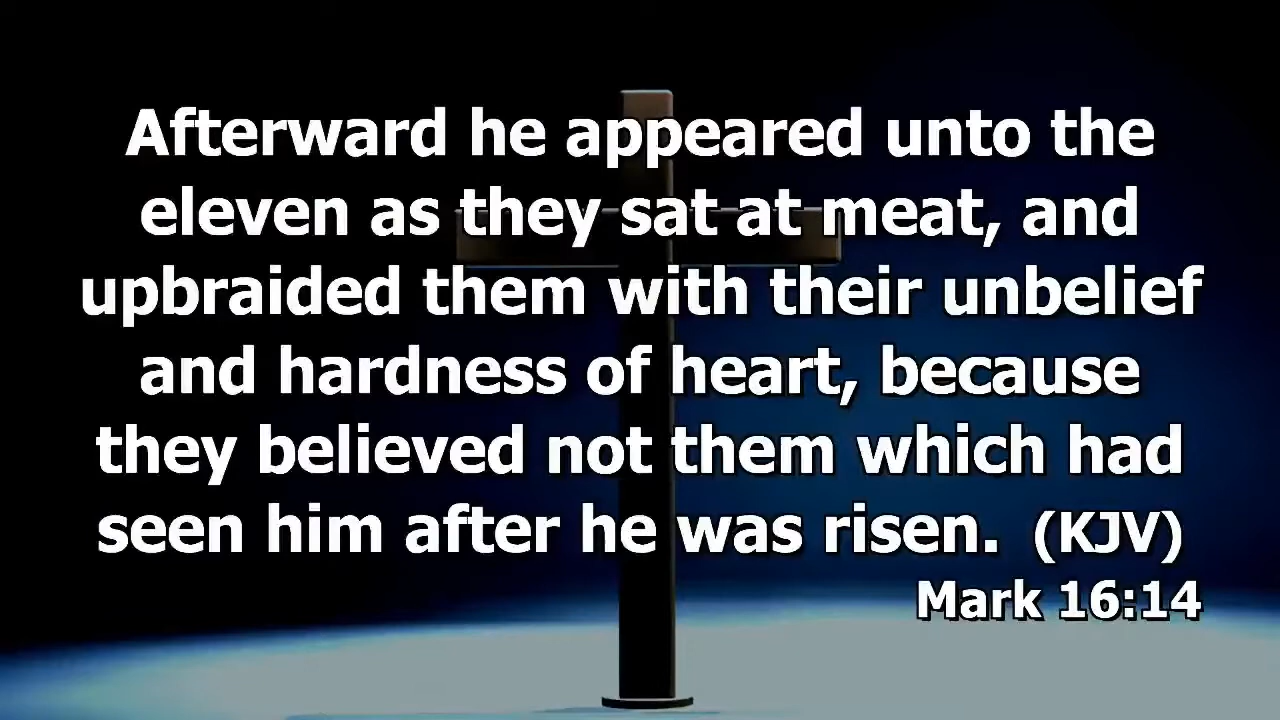 Afterward he appeared unto the
eleven as they sat at meat, and
upbraided them with their unbelief
and hardness of heart, because
they believed not them which had
seen him after he was risen. (KJV)
Mark 16:14